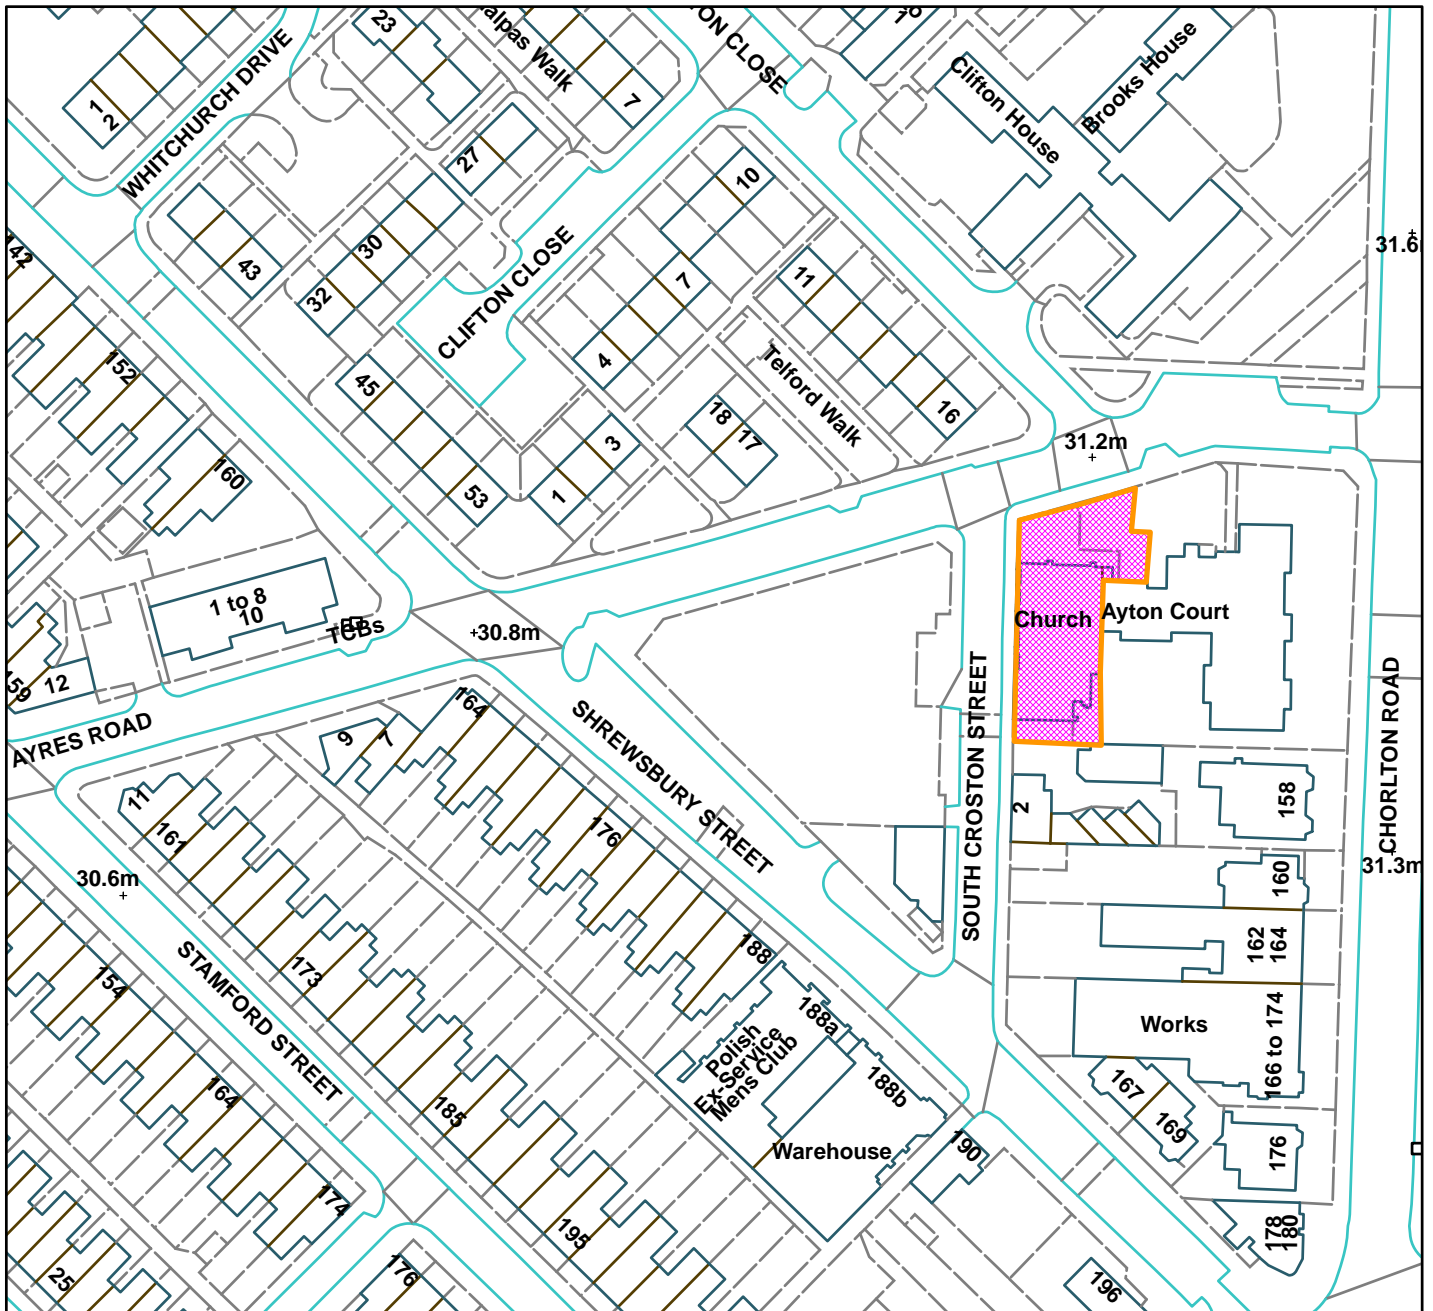 23
alpas Walk
ON CLOSE
1
Brooks House
Clifton House
1
2
WHITCHURCH DRIVE
7
27
10
31.6
142
43
30
32
CLIFTON CLOSE
7
11
4
Telford Walk
152
45
18
17
16
3
1
53
31.2m
160
1 to 8
10
TCBs
30.8m
Church
Ayton Court
159
12
AYRES ROAD
164
9
7
SHREWSBURY STREET
SOUTH CROSTON STREET
CHORLTON ROAD
11
161
176
2
158
31.3m
160
30.6m
162
164
154
STAMFORD STREET
173
188
188a
Works
166 to 174
Polish
Ex-Service
Mens Club
188b
164
185
167
169
Warehouse
190
176
174
195
178
180
25
176
196